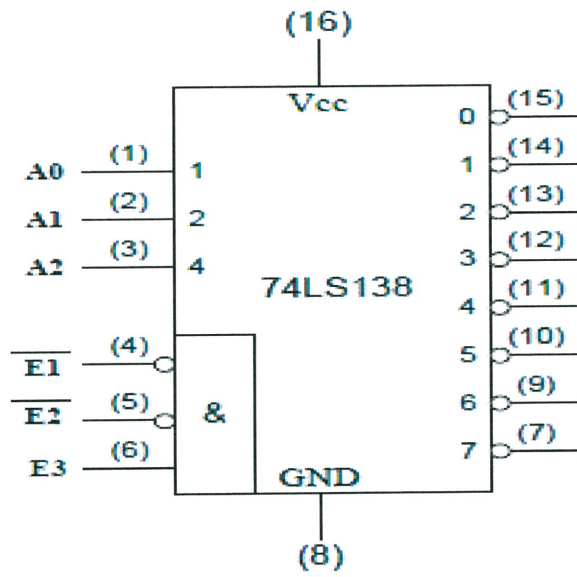 (16)
Vcc
0 (15)
1 (14)
A0 (1) 1
2 (13)
A1 (2) 2
3 (12)
A2 (3) 4
74LS138
4 (11)
E1 (4)
5 (10)
E2 (5)
&
6 (9)
E3 (6)
7 (7)
GND
(8)